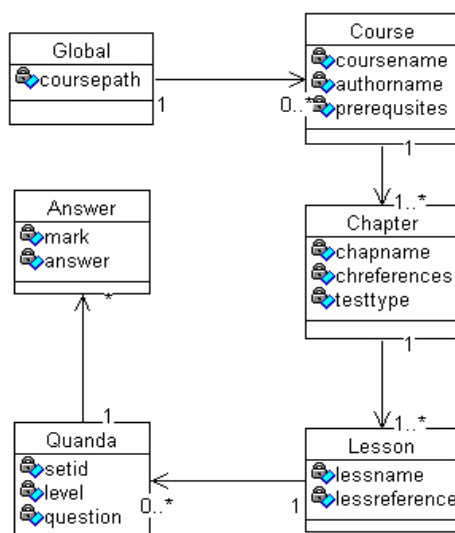 Global
coursepath
1
0..*
Course
coursename
authorname
prerequsites
1
1..*
Chapter
chapname
chreferences
testtype
1
1..*
Lesson
lessname
lessreference
1
0..*
Quanda
setid
level
question
1
*
Answer
mark
answer